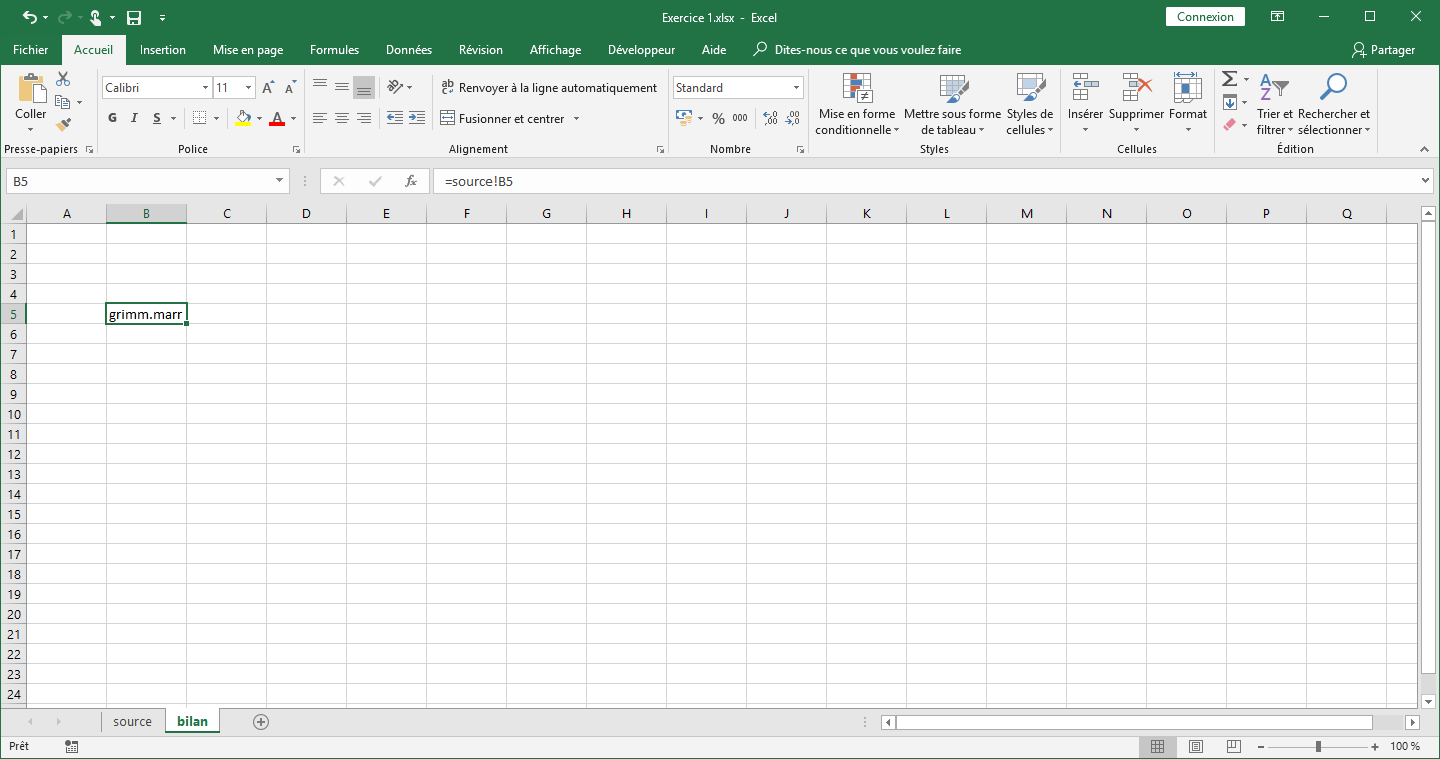 Exercice 1.xlsx - Excel
Connexion
Fichier Accueil Insertion Mise en page Formules Données Révision Affichage Développeur Aide Dites-nous ce que vous voulez faire Partager
Coller
Presse-papiers
Calibri 11 A A
G I S A
Police
ab Renvoyer à la ligne automatiquement
Fusionner et centrer
Alignement
Standard
% 000 ,00 ,00
Nombre
Mise en forme conditionnelle
Mettre sous forme de tableau
Styles de cellules
Styles
Insérer Supprimer Format
Cellules
Trier et filtrer
Rechercher et sélectionner
Édition
B5 fx =source!B5
A B C D E F G H I J K L M N O P Q
1
2
3
4
5 grimm.marr
6
7
8
9
10
11
12
13
14
15
16
17
18
19
20
21
22
23
24
source bilan
Prêt 100 %